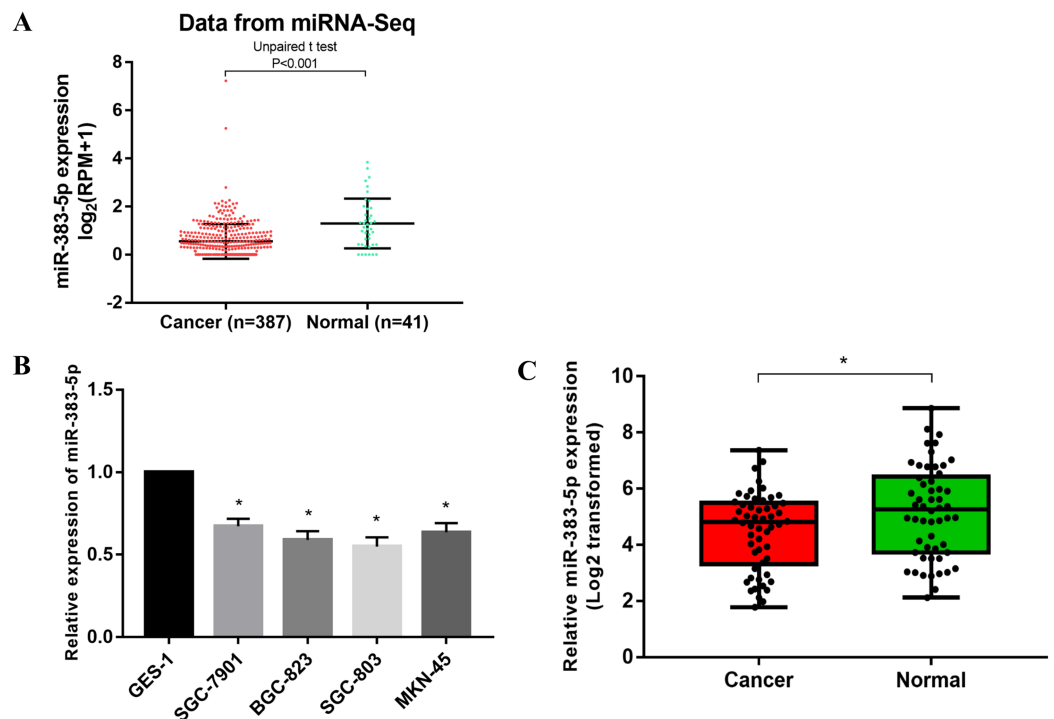 A
Data from miRNA-Seq
Unpaired t test
P<0.001
miR-383-5p expression
log2(RPM+1)
8
6
4
2
0
-2
Cancer (n=387)
Normal (n=41)
B
Relative expression of miR-383-5p
1.5
1.0
0.5
0.0
*
*
*
*
GES-1
SGC-7901
BGC-823
SGC-803
MKN-45
C
Relative miR-383-5p expression
(Log2 transformed)
*
10
8
6
4
2
0
Cancer
Normal